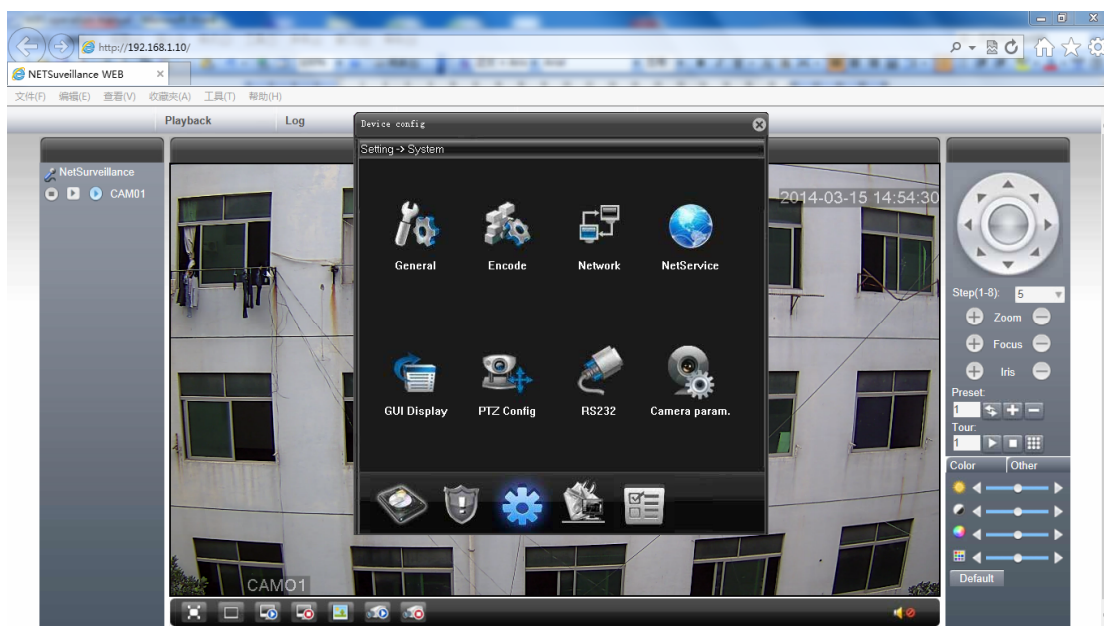 http://192.168.1.10/
NETSuveillance WEB
文件(F) 编辑(E) 查看(V) 收藏夹(A) 工具(T) 帮助(H)
Playback Log
Device config
Setting -> System
NetSurveillance
CAM01
2014-03-15 14:54:30
General Encode Network NetService
GUI Display PTZ Config RS232 Camera param.
Step(1-8): 5
Zoom
Focus
Iris
Preset:
1
Tour:
1
Color Other
Default
CAM01